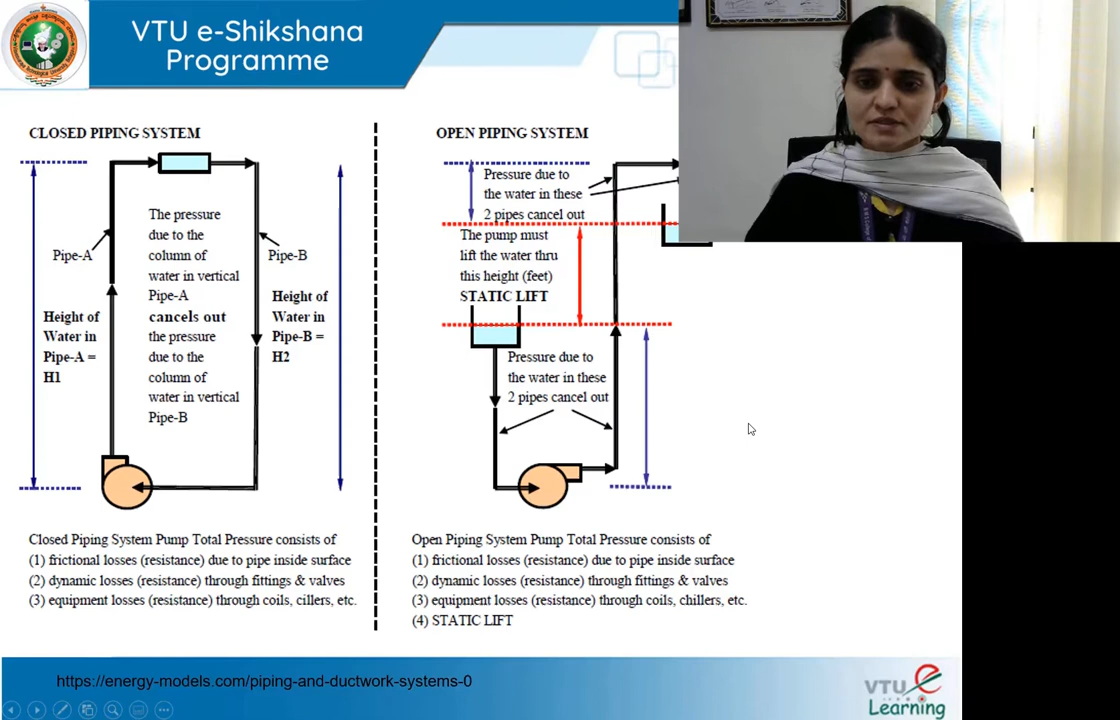 VTU e-Shikshana
Programme
CLOSED PIPING SYSTEM
Pipe-A
Height of
Water in
Pipe-A =
H1
The pressure
due to the
column of
water in vertical
Pipe-A
cancels out
the pressure
due to the
column of
water in vertical
Pipe-B
Pipe-B
Height of
Water in
Pipe-B =
H2
Closed Piping System Pump Total Pressure consists of
(1) frictional losses (resistance) due to pipe inside surface
(2) dynamic losses (resistance) through fittings & valves
(3) equipment losses (resistance) through coils, cillers, etc.
OPEN PIPING SYSTEM
Pressure due to
the water in these
2 pipes cancel out
The pump must
lift the water thru
this height (feet)
STATIC LIFT
Pressure due to
the water in these
2 pipes cancel out
Open Piping System Pump Total Pressure consists of
(1) frictional losses (resistance) due to pipe inside surface
(2) dynamic losses (resistance) through fittings & valves
(3) equipment losses (resistance) through coils, chillers, etc.
(4) STATIC LIFT
https://energy-models.com/piping-and-ductwork-systems-0
VTU e
Learning